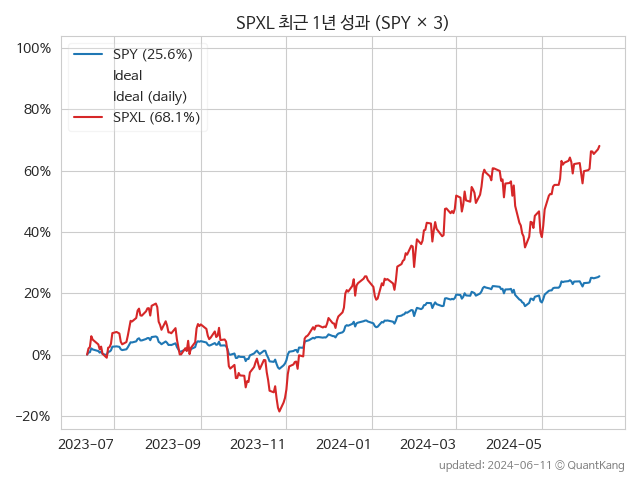 SPXL 최근 1년 성과 (SPY × 3)
100%
80%
60%
40%
20%
0%
−20%
SPY (25.6%)
Ideal
Ideal (daily)
SPXL (68.1%)
2023-07 2023-09 2023-11 2024-01 2024-03 2024-05
updated: 2024-06-11 © QuantKang